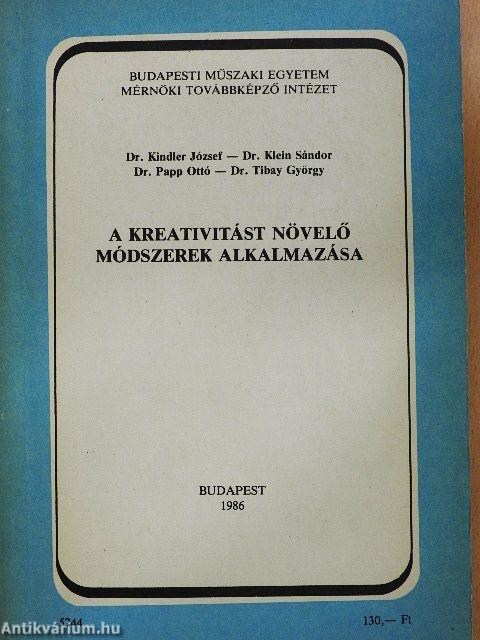 BUDAPESTI MŰSZAKI EGYETEM
MÉRNÖKI TOVÁBBKÉPZŐ INTÉZET
Dr. Kindler József — Dr. Klein Sándor
Dr. Papp Ottó — Dr. Tibay György
A KREATIVITÁST NÖVELŐ
MÓDSZEREK ALKALMAZÁSA
BUDAPEST
1986
5244
130,— Ft
Antikvárium.hu